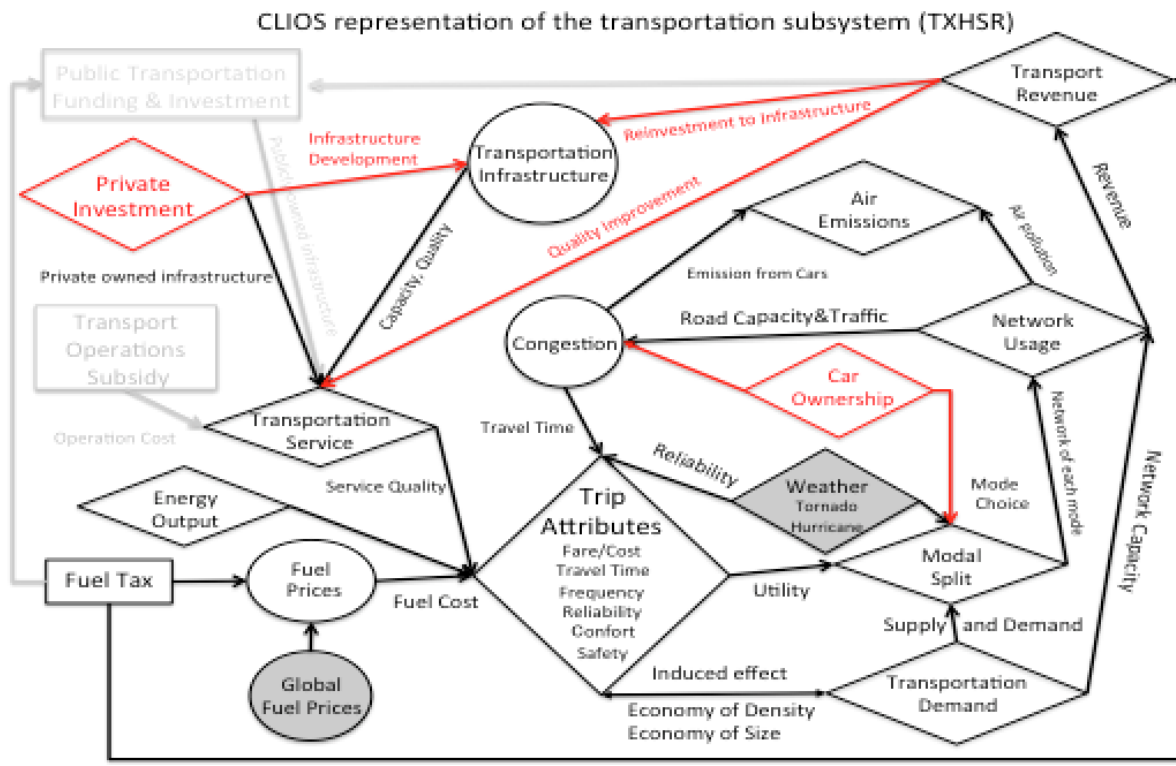 CLIOS representation of the transportation subsystem (TXHSR)
Public Transportation
Funding & Investment
Transport
Revenue
Infrastructure
Development
Reinvestment to Infrastructure
Transportation
Infrastructure
Private
Investment
Public owned infrastructure
Quality Improvement
Air
Emissions
Revenue
Air pollution
Private owned infrastructure
Capacity, Quality
Emission from Cars
Transport
Operations
Subsidy
Road Capacity&Traffic
Network
Usage
Congestion
Car
Ownership
Transportation
Service
Operation Cost
Travel Time
Reliability
Network of each mode
Network Capacity
Energy
Output
Service Quality
Trip
Attributes
Fare/Cost
Travel Time
Frequency
Reliability
Confort
Safety
Weather
Tornado
Hurricane
Mode
Choice
Fuel Tax
Fuel
Prices
Fuel Cost
Utility
Modal
Split
Supply and Demand
Global
Fuel Prices
Induced effect
Economy of Density
Economy of Size
Transportation
Demand